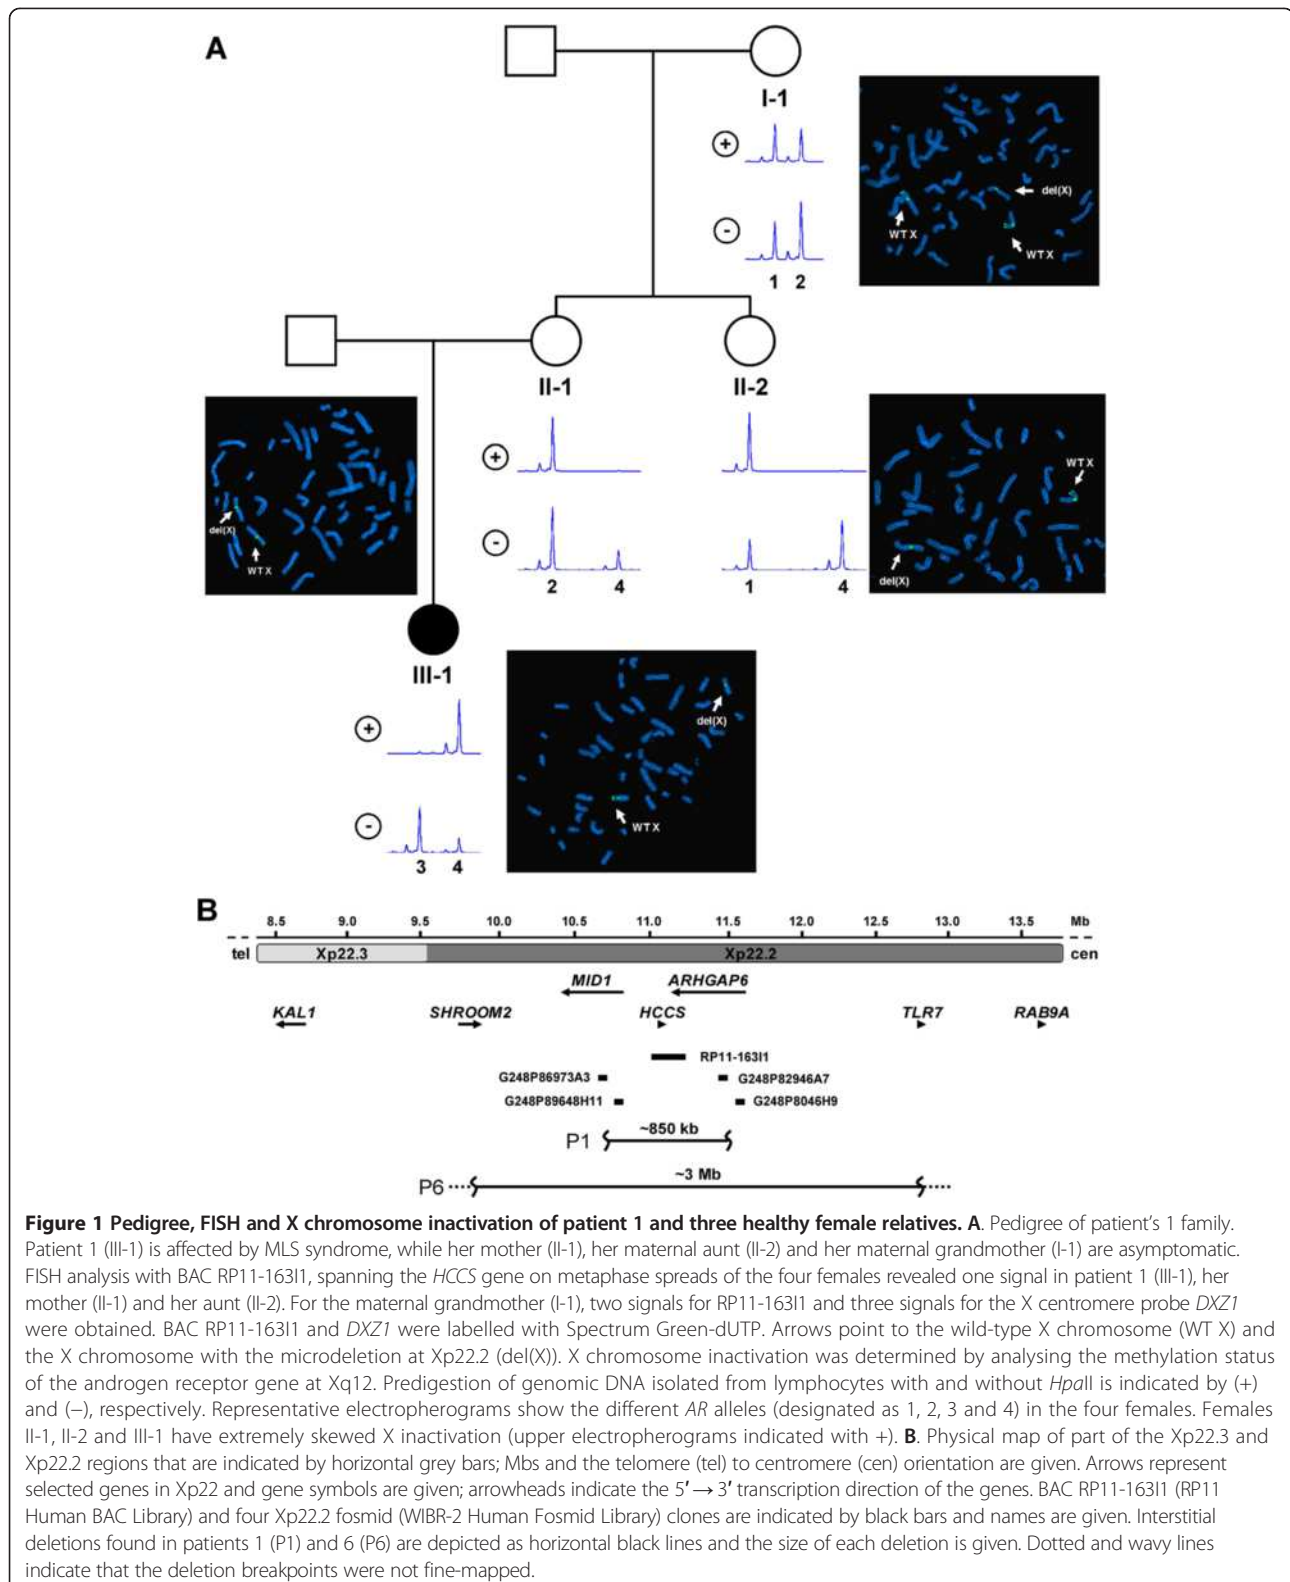 A
I-1
+
del(X)
WT X
WT X
-
1 2
II-1
II-2
+
WT X
del(X)
WT X
-
del(X)
2 4
1 4
III-1
+
del(X)
WT X
-
3 4
B
8.5 9.0 9.5 10.0 10.5 11.0 11.5 12.0 12.5 13.0 13.5 Mb
tel Xp22.3 Xp22.2 cen
MID1 ARHGAP6
KAL1 SHROOM2 HCCS TLR7 RAB9A
RP11-163I1
G248P86973A3 G248P82946A7
G248P89648H11 G248P8046H9
P1 ~850 kb
P6 ~3 Mb
Figure 1 Pedigree, FISH and X chromosome inactivation of patient 1 and three healthy female relatives. A. Pedigree of patient's 1 family.
Patient 1 (III-1) is affected by MLS syndrome, while her mother (II-1), her maternal aunt (II-2) and her maternal grandmother (I-1) are asymptomatic.
FISH analysis with BAC RP11-163I1, spanning the HCCS gene on metaphase spreads of the four females revealed one signal in patient 1 (III-1), her
mother (II-1) and her aunt (II-2). For the maternal grandmother (I-1), two signals for RP11-163I1 and three signals for the X centromere probe DXZ1
were obtained. BAC RP11-163I1 and DXZ1 were labelled with Spectrum Green-dUTP. Arrows point to the wild-type X chromosome (WT X) and
the X chromosome with the microdeletion at Xp22.2 (del(X)). X chromosome inactivation was determined by analysing the methylation status
of the androgen receptor gene at Xq12. Predigestion of genomic DNA isolated from lymphocytes with and without HpaII is indicated by (+)
and (−), respectively. Representative electropherograms show the different AR alleles (designated as 1, 2, 3 and 4) in the four females. Females
II-1, II-2 and III-1 have extremely skewed X inactivation (upper electropherograms indicated with +). B. Physical map of part of the Xp22.3 and
Xp22.2 regions that are indicated by horizontal grey bars; Mbs and the telomere (tel) to centromere (cen) orientation are given. Arrows represent
selected genes in Xp22 and gene symbols are given; arrowheads indicate the 5′ → 3′ transcription direction of the genes. BAC RP11-163I1 (RP11
Human BAC Library) and four Xp22.2 fosmid (WIBR-2 Human Fosmid Library) clones are indicated by black bars and names are given. Interstitial
deletions found in patients 1 (P1) and 6 (P6) are depicted as horizontal black lines and the size of each deletion is given. Dotted and wavy lines
indicate that the deletion breakpoints were not fine-mapped.